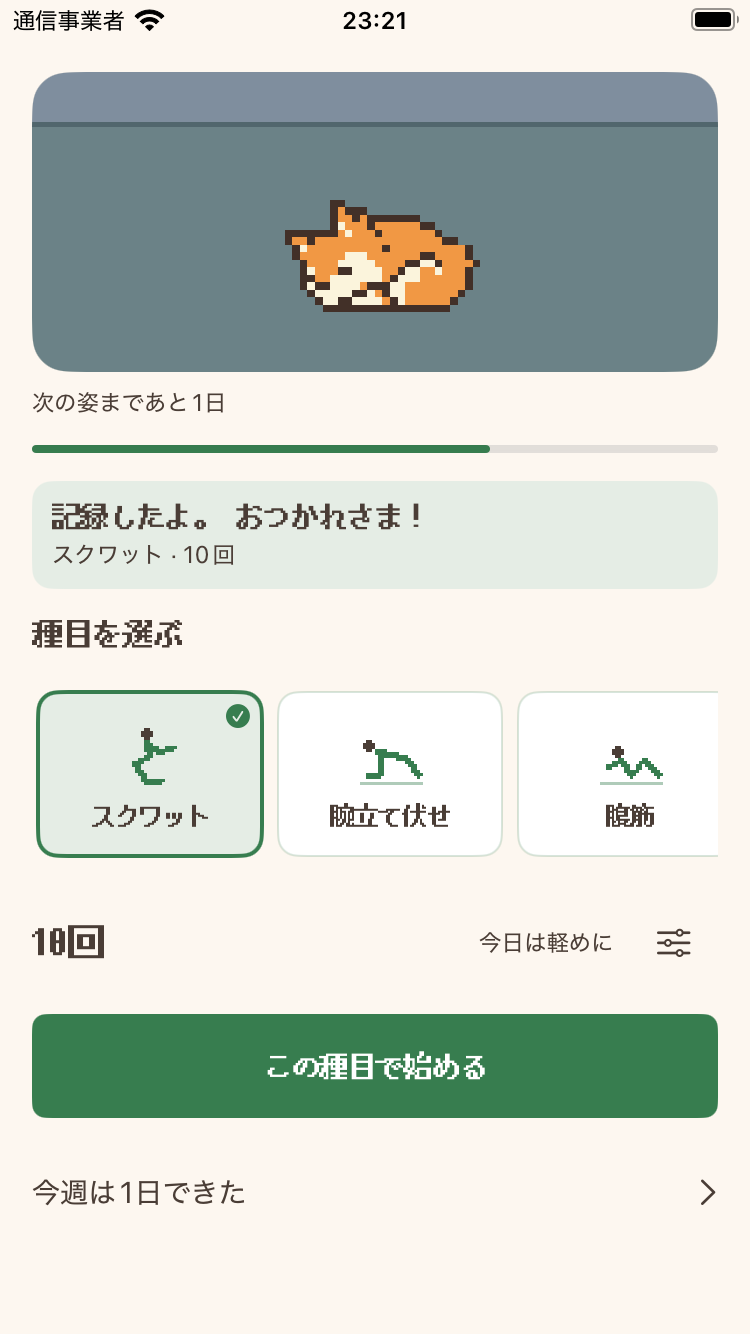 通信事業者
23:21
次の姿まであと1日
記録したよ。 おつかれさま！
スクワット · 10 回
種目を選ぶ
スクワット
腕立て伏せ
腹筋
10回
今日は軽めに
この種目で始める
今週は1日できた